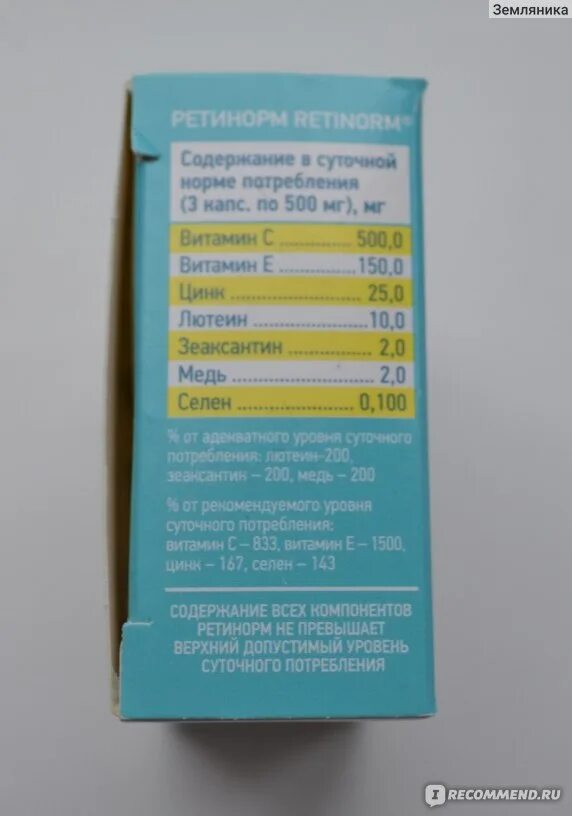 Земляника
РЕТИНОРМ RETINORM®
Содержание в суточной
норме потребления
(3 капс. по 500 мг), мг
Витамин С ............... 500,0
Витамин Е ............... 150,0
Цинк ............... 25,0
Лютеин ............... 10,0
Зеаксантин ............... 2,0
Медь ............... 2,0
Селен ............... 0,100
% от адекватного уровня суточного
потребления: лютеин–200,
зеаксантин – 200, медь – 200
% от рекомендуемого уровня
суточного потребления:
витамин С – 833, витамин Е – 1500,
цинк – 167, селен – 143
СОДЕРЖАНИЕ ВСЕХ КОМПОНЕНТОВ
РЕТИНОРМ НЕ ПРЕВЫШАЕТ
ВЕРХНИЙ ДОПУСТИМЫЙ УРОВЕНЬ
СУТОЧНОГО ПОТРЕБЛЕНИЯ
IRECOMMEND.RU